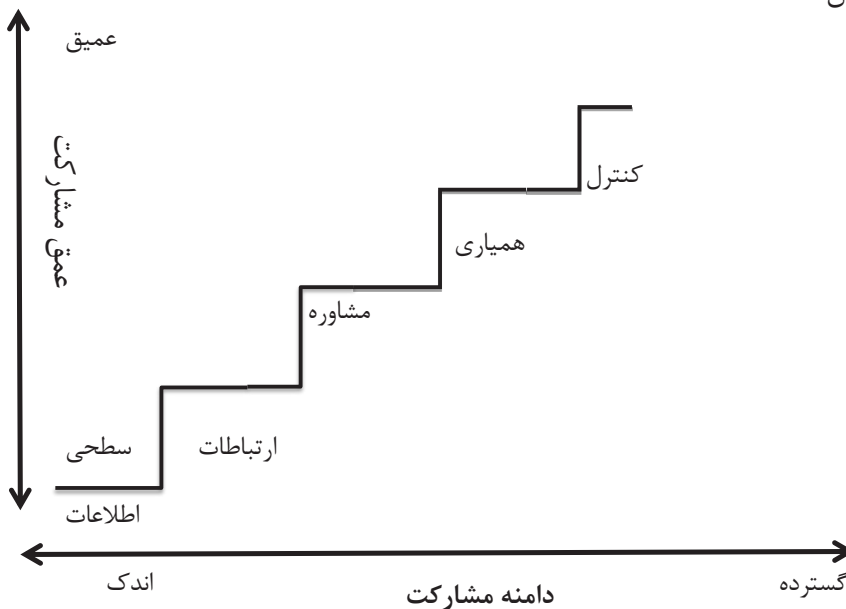 عمیق
عمق مشارکت
کنترل
همیاری
مشاوره
ارتباطات
سطحی
اطلاعات
اندک
دامنه مشارکت
گسترده